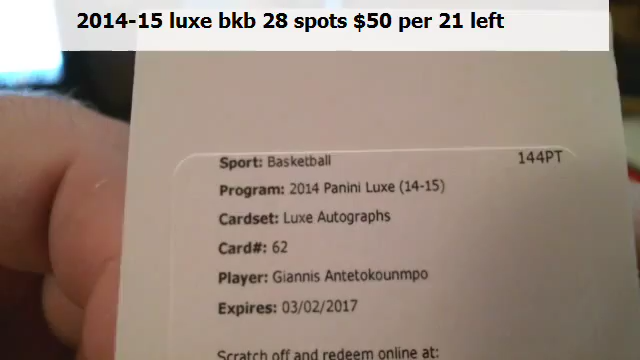 2014-15 luxe bkb 28 spots $50 per 21 left
Sport: Basketball 144PT
Program: 2014 Panini Luxe (14-15)
Cardset: Luxe Autographs
Card#: 62
Player: Giannis Antetokounmpo
Expires: 03/02/2017
Scratch off and redeem online at: